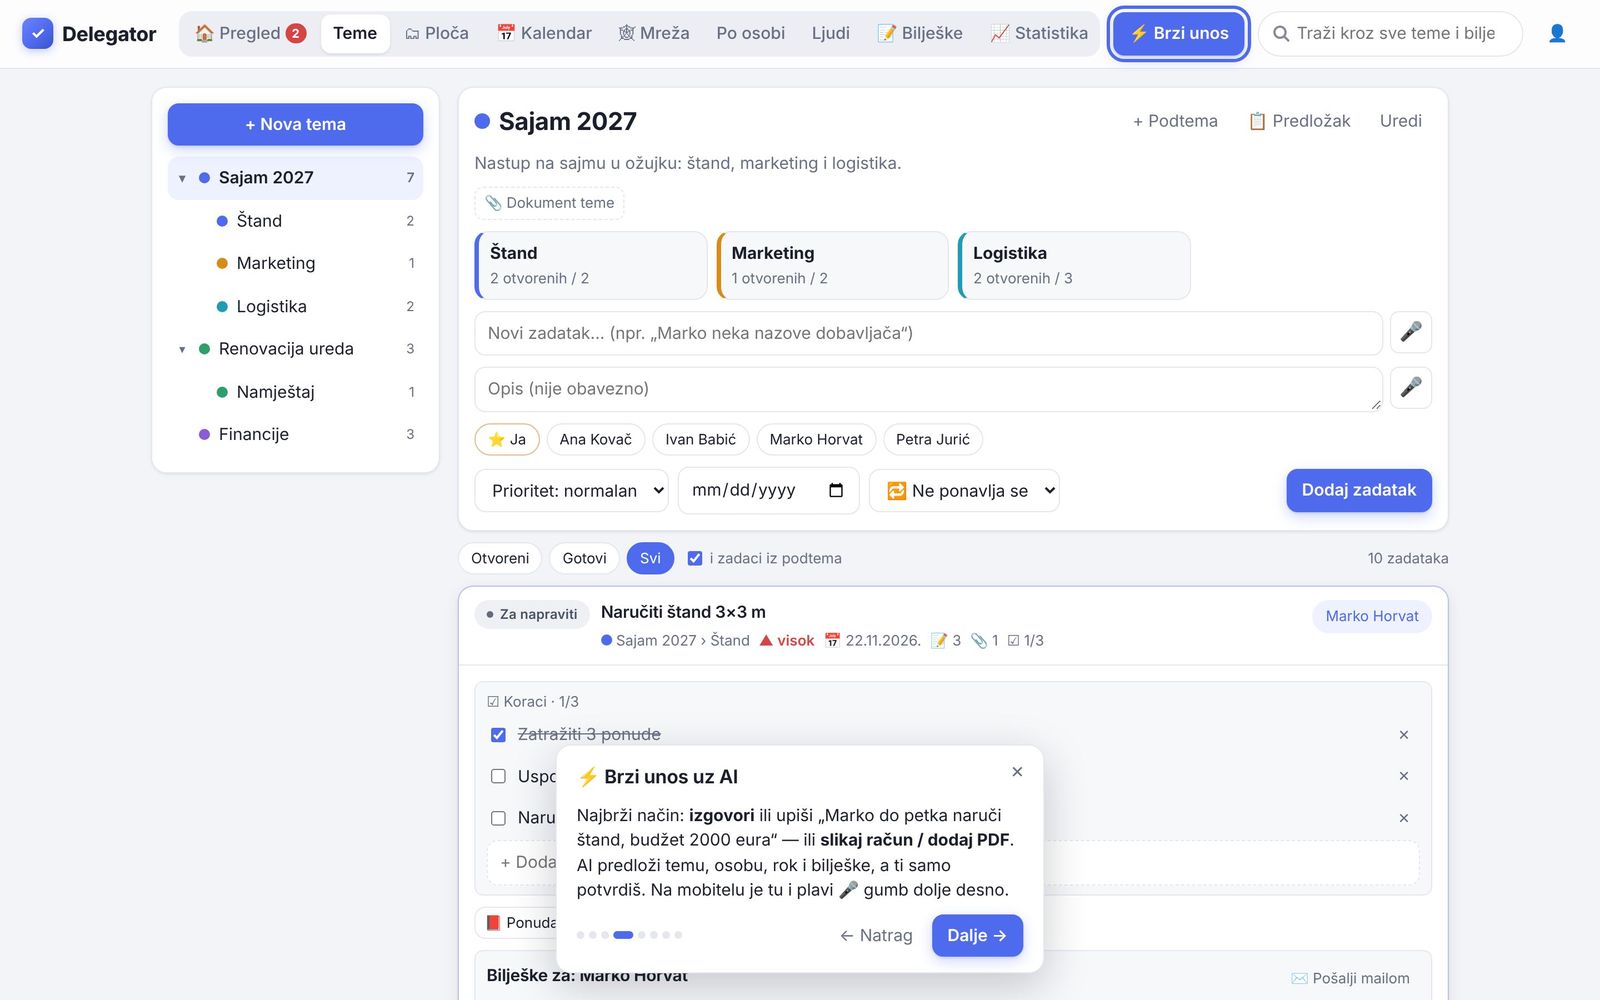 Delegator
🏠 Pregled 2
Teme
🗂 Ploča
📅 Kalendar
🕸 Mreža
Po osobi
Ljudi
📝 Bilješke
📈 Statistika
⚡ Brzi unos
Traži kroz sve teme i bilje
+ Nova tema
▾ Sajam 2027 7
Štand 2
Marketing 1
Logistika 2
▾ Renovacija ureda 3
Namještaj 1
Financije 3
Sajam 2027
+ Podtema
📋 Predložak
Uredi
Nastup na sajmu u ožujku: štand, marketing i logistika.
📎 Dokument teme
Štand
2 otvorenih / 2
Marketing
1 otvorenih / 2
Logistika
2 otvorenih / 3
Novi zadatak... (npr. „Marko neka nazove dobavljača“)
Opis (nije obavezno)
⭐ Ja
Ana Kovač
Ivan Babić
Marko Horvat
Petra Jurić
Prioritet: normalan
mm/dd/yyyy
🔁 Ne ponavlja se
Dodaj zadatak
Otvoreni
Gotovi
Svi
i zadaci iz podtema
10 zadataka
● Za napraviti
Naručiti štand 3×3 m
Marko Horvat
Sajam 2027 › Štand ▲ visok 📅 22.11.2026. 📝 3 📎 1 ☑ 1/3
☑ Koraci · 1/3
Zatražiti 3 ponude ×
Uspo ×
Naru ×
+ Doda
📕 Ponuda
Bilješke za: Marko Horvat
✉️ Pošalji mailom
⚡ Brzi unos uz AI ×
Najbrži način: izgovori ili upiši „Marko do petka naruči
štand, budžet 2000 eura“ — ili slikaj račun / dodaj PDF.
AI predloži temu, osobu, rok i bilješke, a ti samo
potvrdiš. Na mobitelu je tu i plavi 🎤 gumb dolje desno.
← Natrag
Dalje →